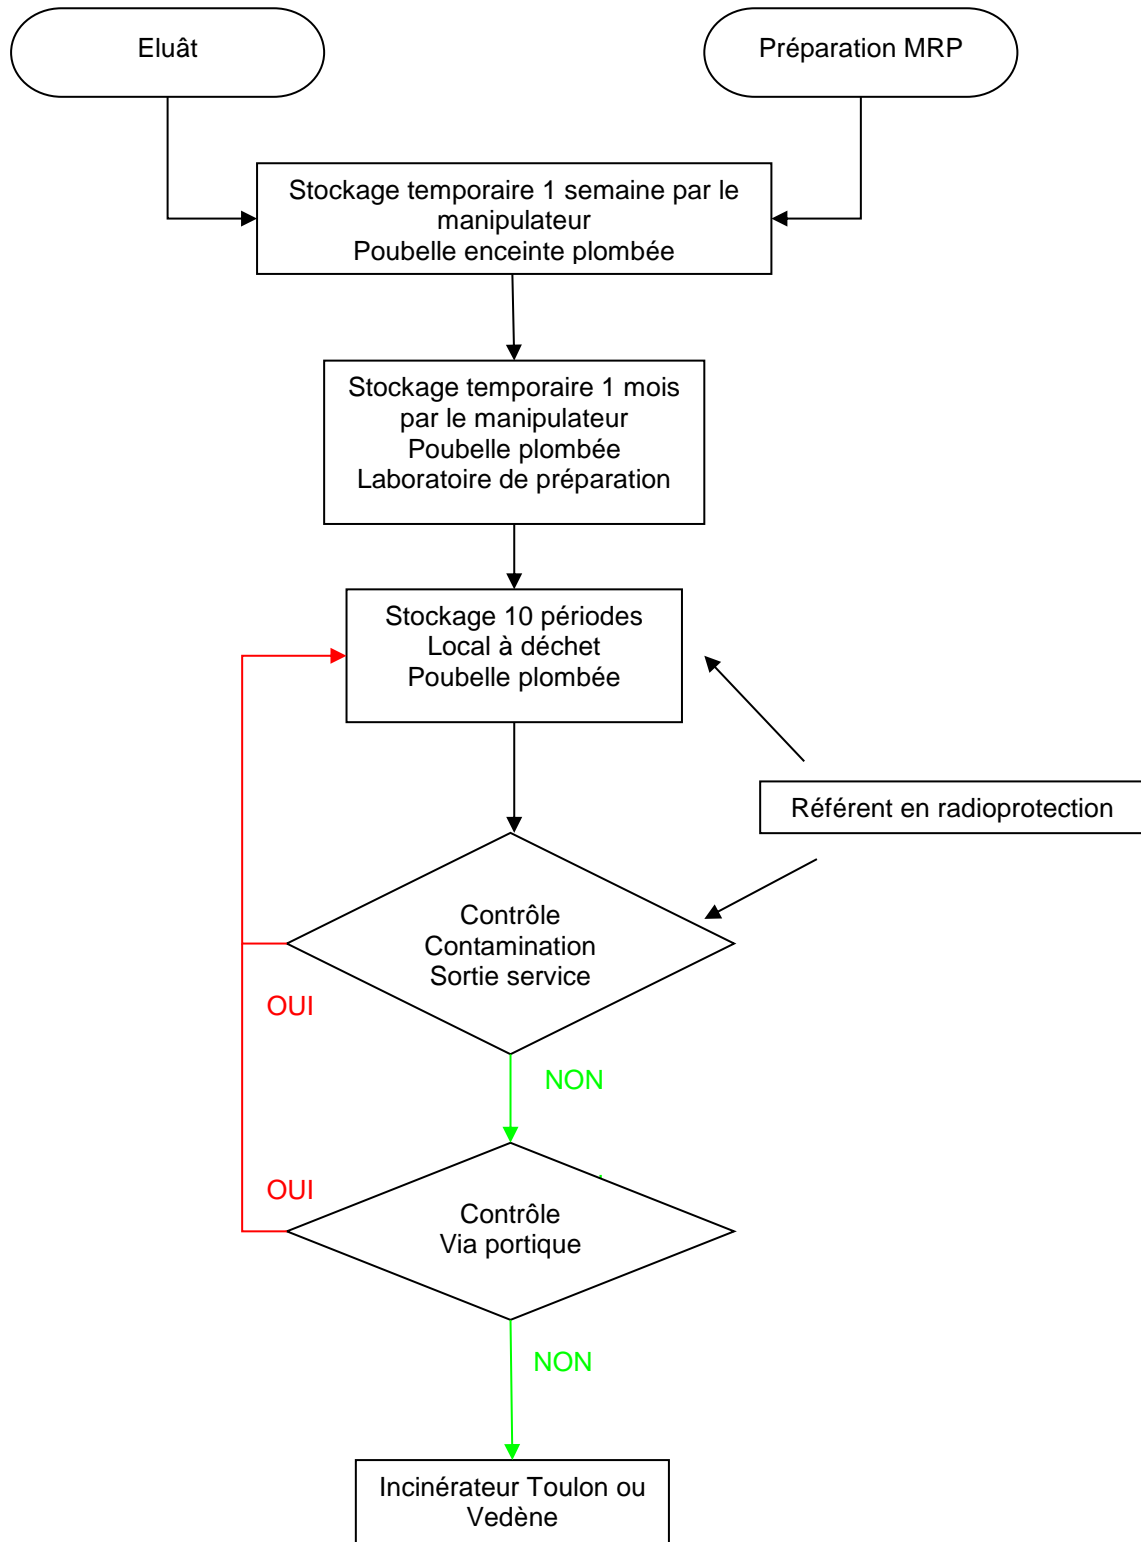 Eluât
Préparation MRP
Stockage temporaire 1 semaine par le
manipulateur
Poubelle enceinte plombée
Stockage temporaire 1 mois
par le manipulateur
Poubelle plombée
Laboratoire de préparation
Stockage 10 périodes
Local à déchet
Poubelle plombée
Référent en radioprotection
Contrôle
Contamination
Sortie service
OUI
NON
OUI
Contrôle
Via portique
NON
Incinérateur Toulon ou
Vedène